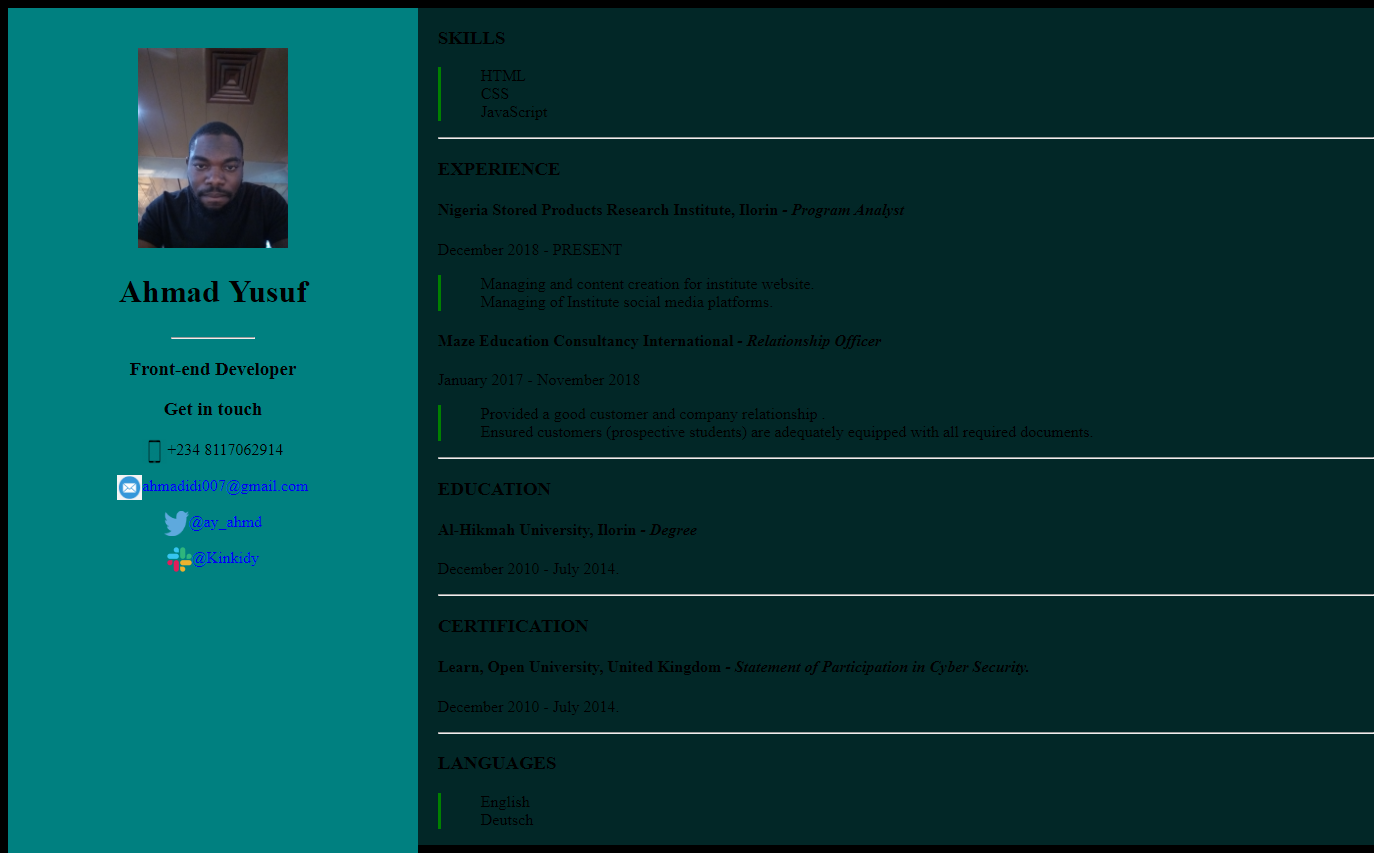 Ahmad Yusuf
Front-end Developer
Get in touch
+234 8117062914
ahmadidi007@gmail.com
@ay_ahmd
@Kinkidy
SKILLS
HTML
CSS
JavaScript
EXPERIENCE
Nigeria Stored Products Research Institute, Ilorin - Program Analyst
December 2018 - PRESENT
Managing and content creation for institute website.
Managing of Institute social media platforms.
Maze Education Consultancy International - Relationship Officer
January 2017 - November 2018
Provided a good customer and company relationship .
Ensured customers (prospective students) are adequately equipped with all required documents.
EDUCATION
Al-Hikmah University, Ilorin - Degree
December 2010 - July 2014.
CERTIFICATION
Learn, Open University, United Kingdom - Statement of Participation in Cyber Security.
December 2010 - July 2014.
LANGUAGES
English
Deutsch